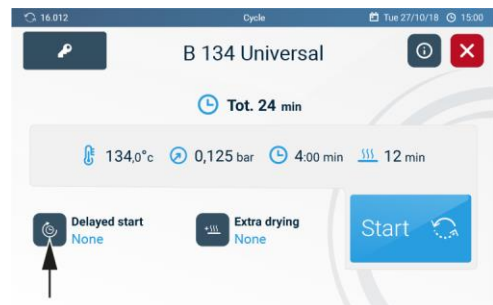 16.012 Cycle Tue 27/10/18 15:00
B 134 Universal
Tot. 24 min
134,0°c 0,125 bar 4:00 min 12 min
Delayed start
None
Extra drying
None
Start